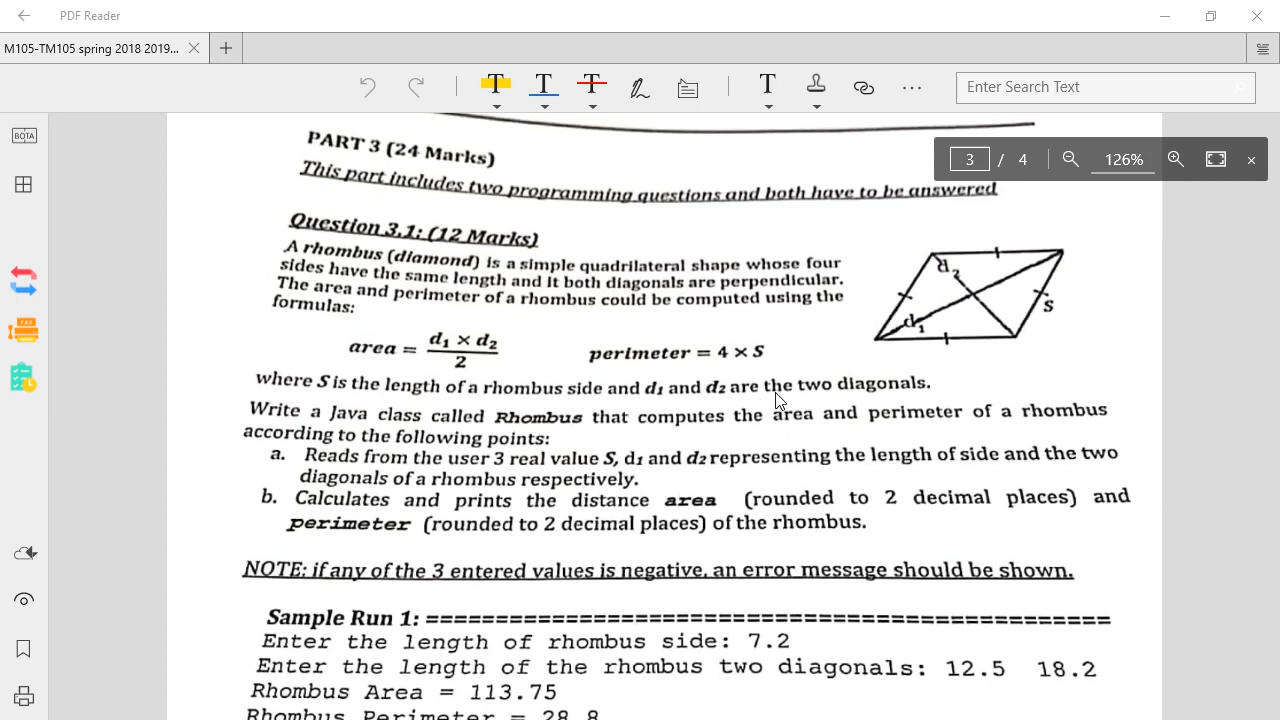 PDF Reader
M105-TM105 spring 2018 2019...
Enter Search Text
3 / 4 126%
PART 3 (24 Marks)
This part includes two programming questions and both have to be answered
Question 3.1: (12 Marks)
A rhombus (diamond) is a simple quadrilateral shape whose four
sides have the same length and it both diagonals are perpendicular.
The area and perimeter of a rhombus could be computed using the
formulas:
d₂
d₁
S
area = d₁ × d₂ / 2 perimeter = 4 × S
where S is the length of a rhombus side and d₁ and d₂ are the two diagonals.
Write a Java class called Rhombus that computes the area and perimeter of a rhombus
according to the following points:
a. Reads from the user 3 real value S, d₁ and d₂ representing the length of side and the two
diagonals of a rhombus respectively.
b. Calculates and prints the distance area (rounded to 2 decimal places) and
perimeter (rounded to 2 decimal places) of the rhombus.
NOTE: if any of the 3 entered values is negative, an error message should be shown.
Sample Run 1: =================================================
Enter the length of rhombus side: 7.2
Enter the length of the rhombus two diagonals: 12.5 18.2
Rhombus Area = 113.75
Rhombus Perimeter = 28.8